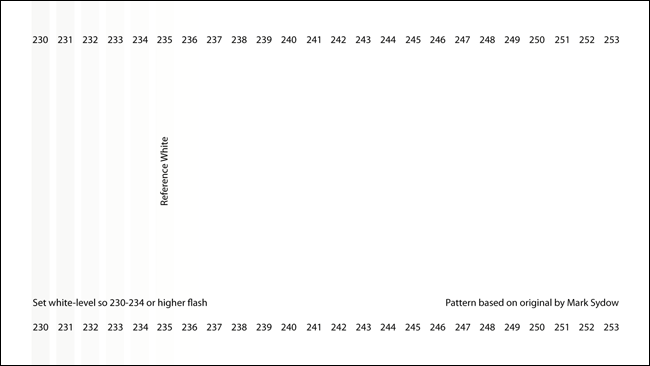 230 231 232 233 234 235 236 237 238 239 240 241 242 243 244 245 246 247 248 249 250 251 252 253
Reference White
Set white-level so 230-234 or higher flash
Pattern based on original by Mark Sydow
230 231 232 233 234 235 236 237 238 239 240 241 242 243 244 245 246 247 248 249 250 251 252 253